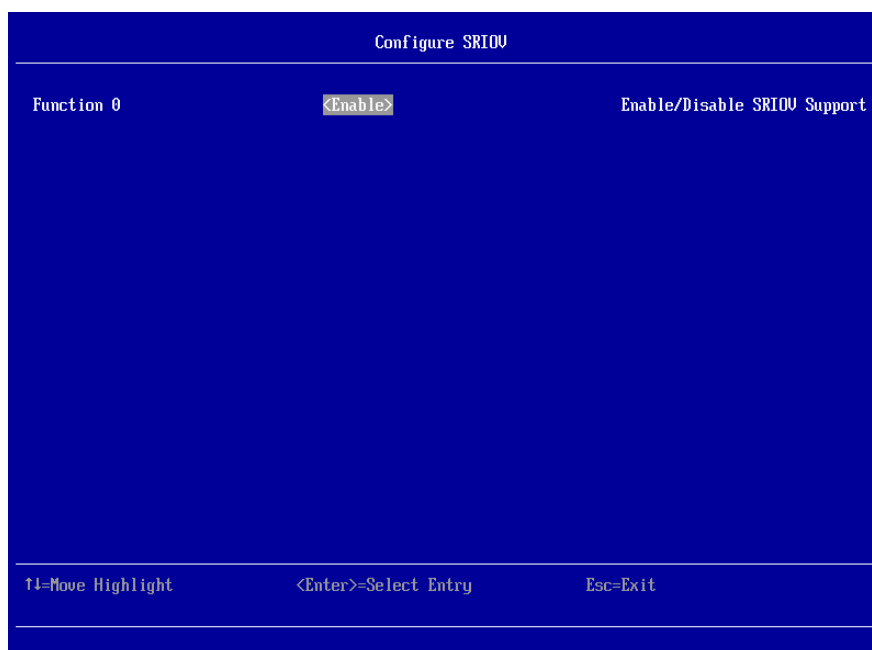 Configure SRIOV
Function 0 <Enable> Enable/Disable SRIOV Support
↑↓=Move Highlight <Enter>=Select Entry Esc=Exit